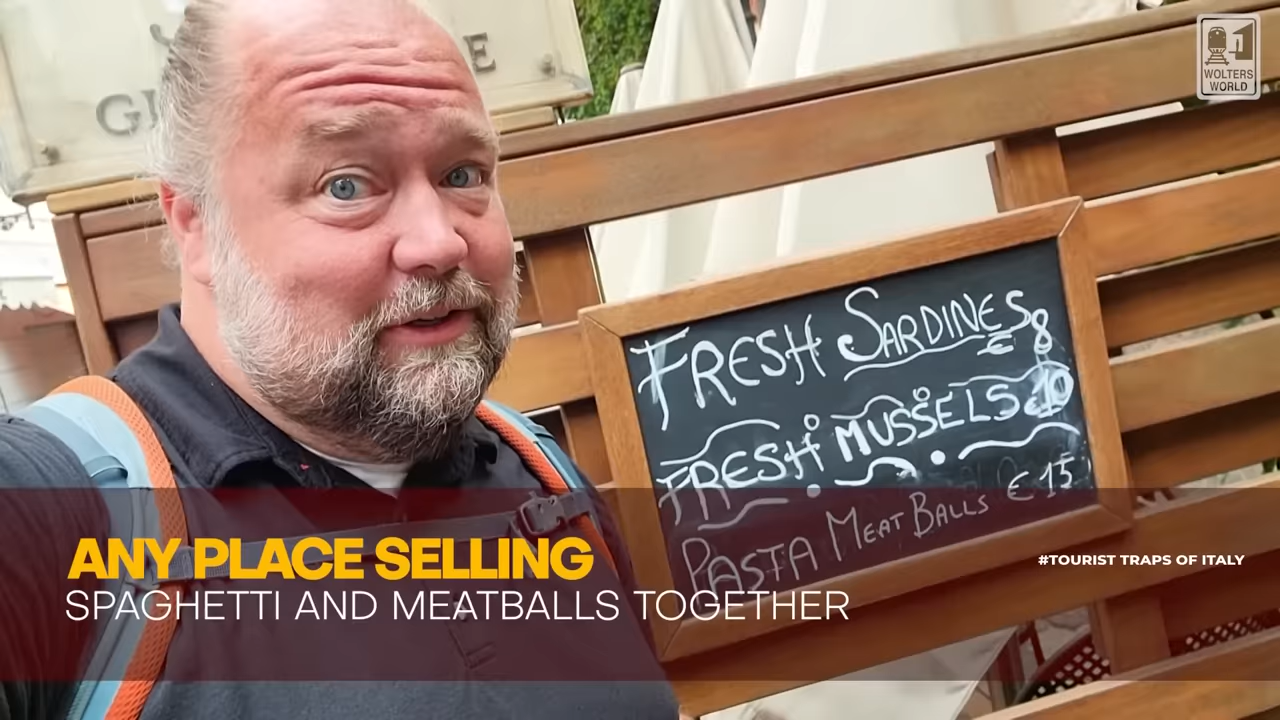 1
WOLTERS
WORLD
FRESH SARDINES € 8
FRESH MUSSELS € 10
PASTA MEAT BALLS € 15
ANY PLACE SELLING
SPAGHETTI AND MEATBALLS TOGETHER
#TOURIST TRAPS OF ITALY